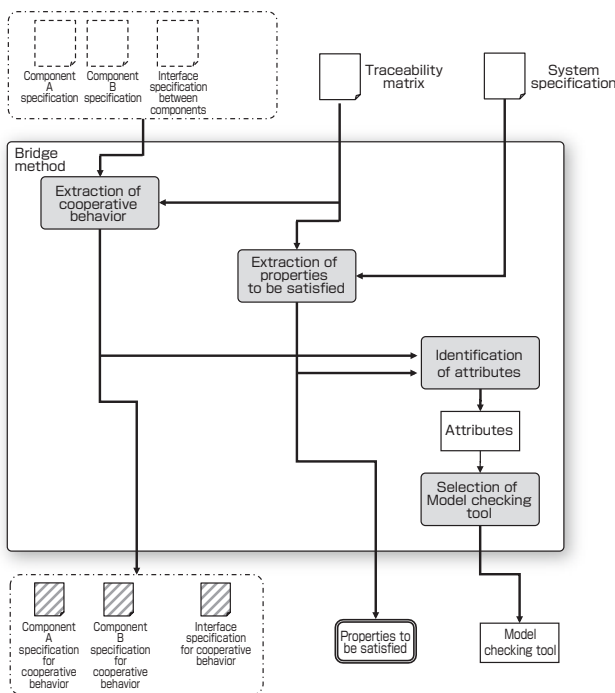 Component
A
specification
Component
B
specification
Interface
specification
between
components
Traceability
matrix
System
specification
Bridge
method
Extraction of
cooperative
behavior
Extraction of
properties
to be satisfied
Identification
of attributes
Attributes
Selection of
Model checking
tool
Component
A
specification
for
cooperative
behavior
Component
B
specification
for
cooperative
behavior
Interface
specification
for cooperative
behavior
Properties to
be satisfied
Model
checking tool